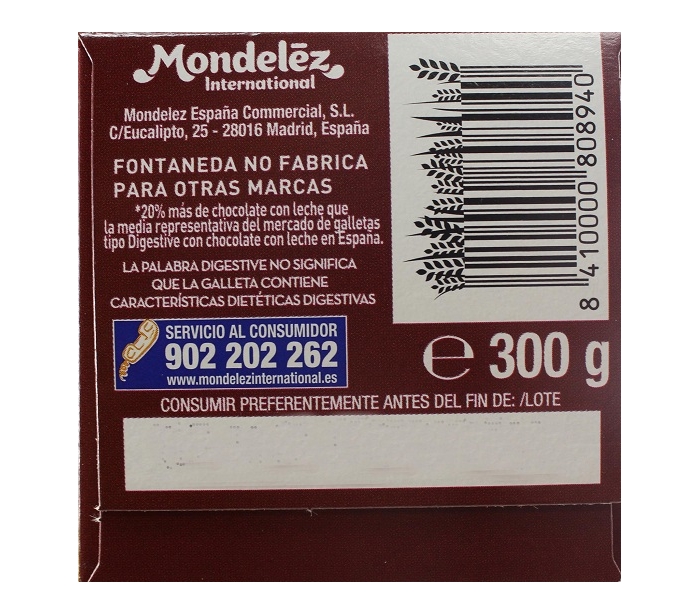 Mondelēz
International
Mondelez España Commercial, S.L.
C/Eucalipto, 25 - 28016 Madrid, España
FONTANEDA NO FABRICA
PARA OTRAS MARCAS
*20% más de chocolate con leche que
la media representativa del mercado de galletas
tipo Digestive con chocolate con leche en España.
LA PALABRA DIGESTIVE NO SIGNIFICA
QUE LA GALLETA CONTIENE
CARACTERÍSTICAS DIETÉTICAS DIGESTIVAS
SERVICIO AL CONSUMIDOR
902 202 262
www.mondelezinternational.es
8 410000 808940
℮ 300 g
CONSUMIR PREFERENTEMENTE ANTES DEL FIN DE: /LOTE